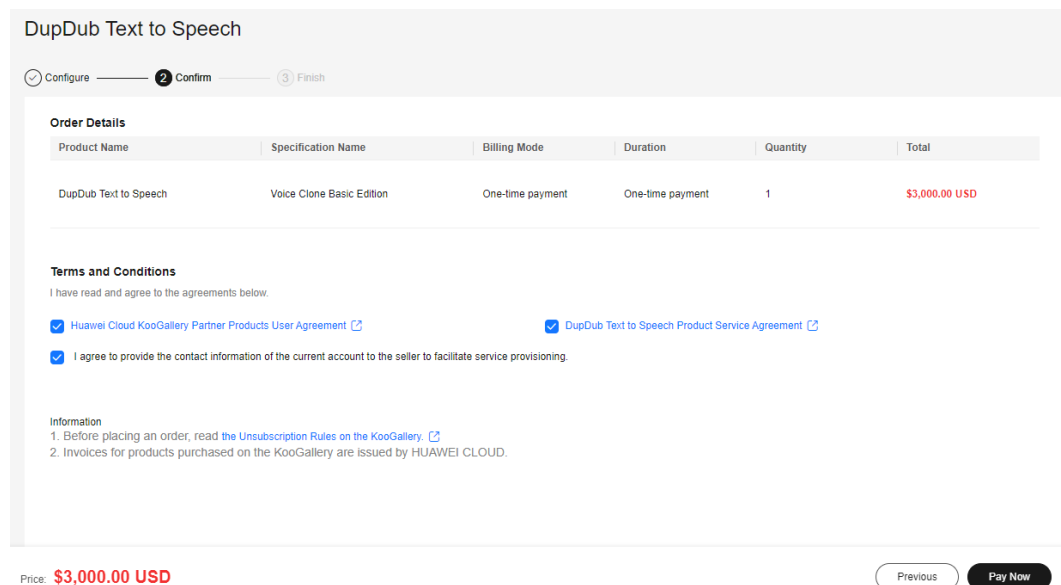 DupDub Text to Speech
Configure 2 Confirm 3 Finish
Order Details
Product Name Specification Name Billing Mode Duration Quantity Total
DupDub Text to Speech Voice Clone Basic Edition One-time payment One-time payment 1 $3,000.00 USD
Terms and Conditions
I have read and agree to the agreements below.
Huawei Cloud KooGallery Partner Products User Agreement DupDub Text to Speech Product Service Agreement
I agree to provide the contact information of the current account to the seller to facilitate service provisioning.
Information
1. Before placing an order, read the Unsubscription Rules on the KooGallery.
2. Invoices for products purchased on the KooGallery are issued by HUAWEI CLOUD.
Price: $3,000.00 USD Previous Pay Now